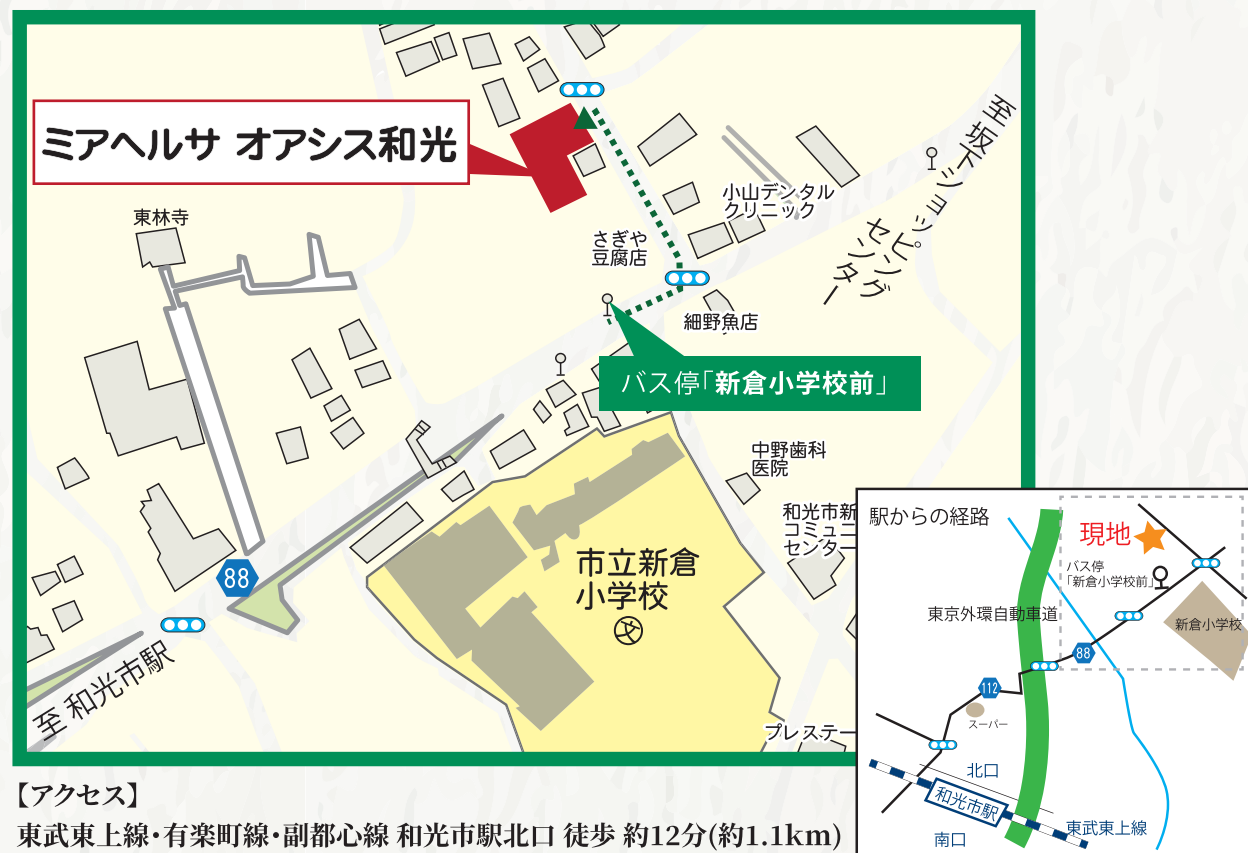 ミアヘルサ オアシス和光
東林寺
小山デンタル
クリニック
さぎや
豆腐店
細野魚店
至 坂下ショッ
ピング
センター
バス停「新倉小学校前」
中野歯科
医院
和光市新
コミュニ
センター
市立新倉
小学校
文
88
至 和光市駅
プレステー
駅からの経路
現地
バス停
「新倉小学校前」
東京外環自動車道
新倉小学校
88
112
スーパー
北口
和光市駅
南口
東武東上線
【アクセス】
東武東上線・有楽町線・副都心線 和光市駅北口 徒歩 約12分(約1.1km)